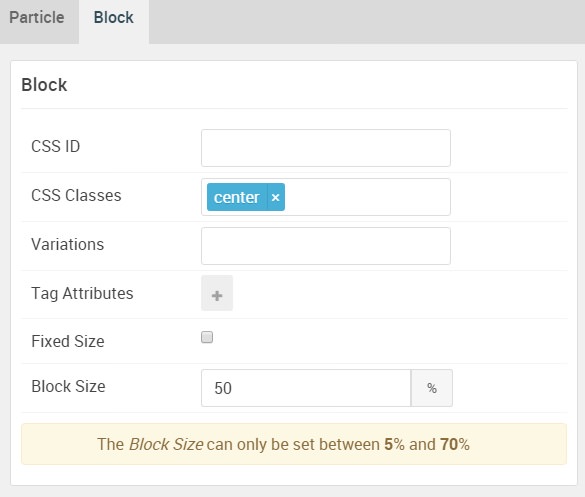 Particle Block
Block
CSS ID
CSS Classes center ×
Variations
Tag Attributes +
Fixed Size
Block Size 50 %
The Block Size can only be set between 5% and 70%